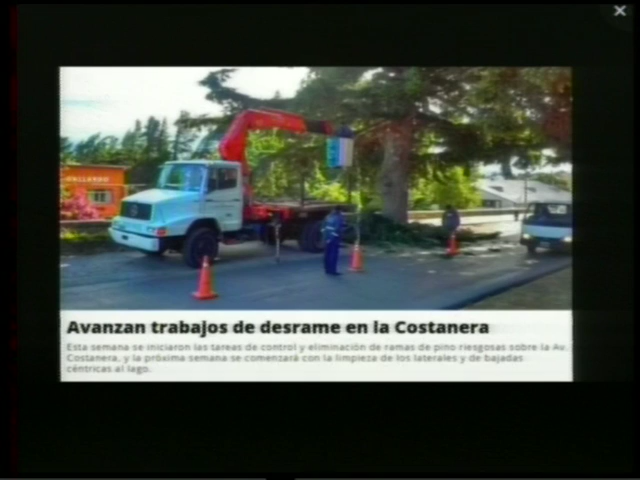 GALLARDO
Avanzan trabajos de desrame en la Costanera
Esta semana se iniciaron las tareas de control y eliminación de ramas de pino riesgosas sobre la Av.
Costanera, y la próxima semana se comenzará con la limpieza de los laterales y de bajadas
céntricas al lago.